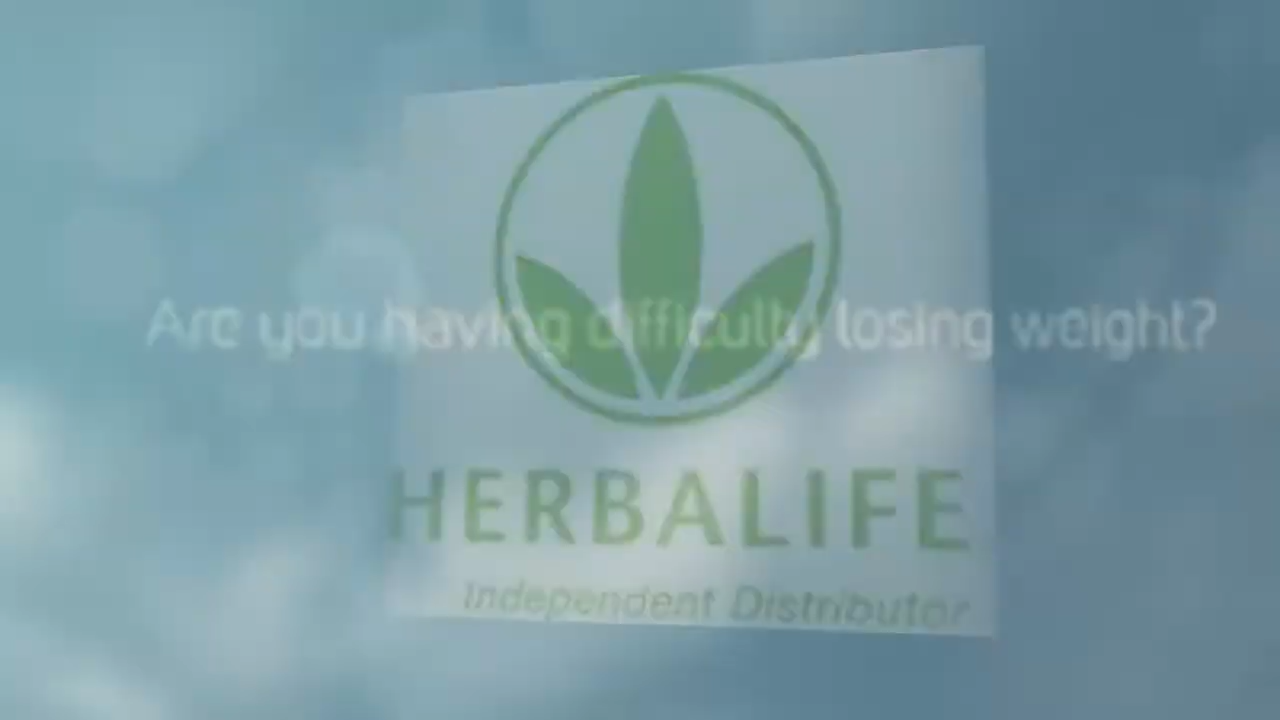 Are you having difficulty losing weight?
HERBALIFE
Independent Distributor